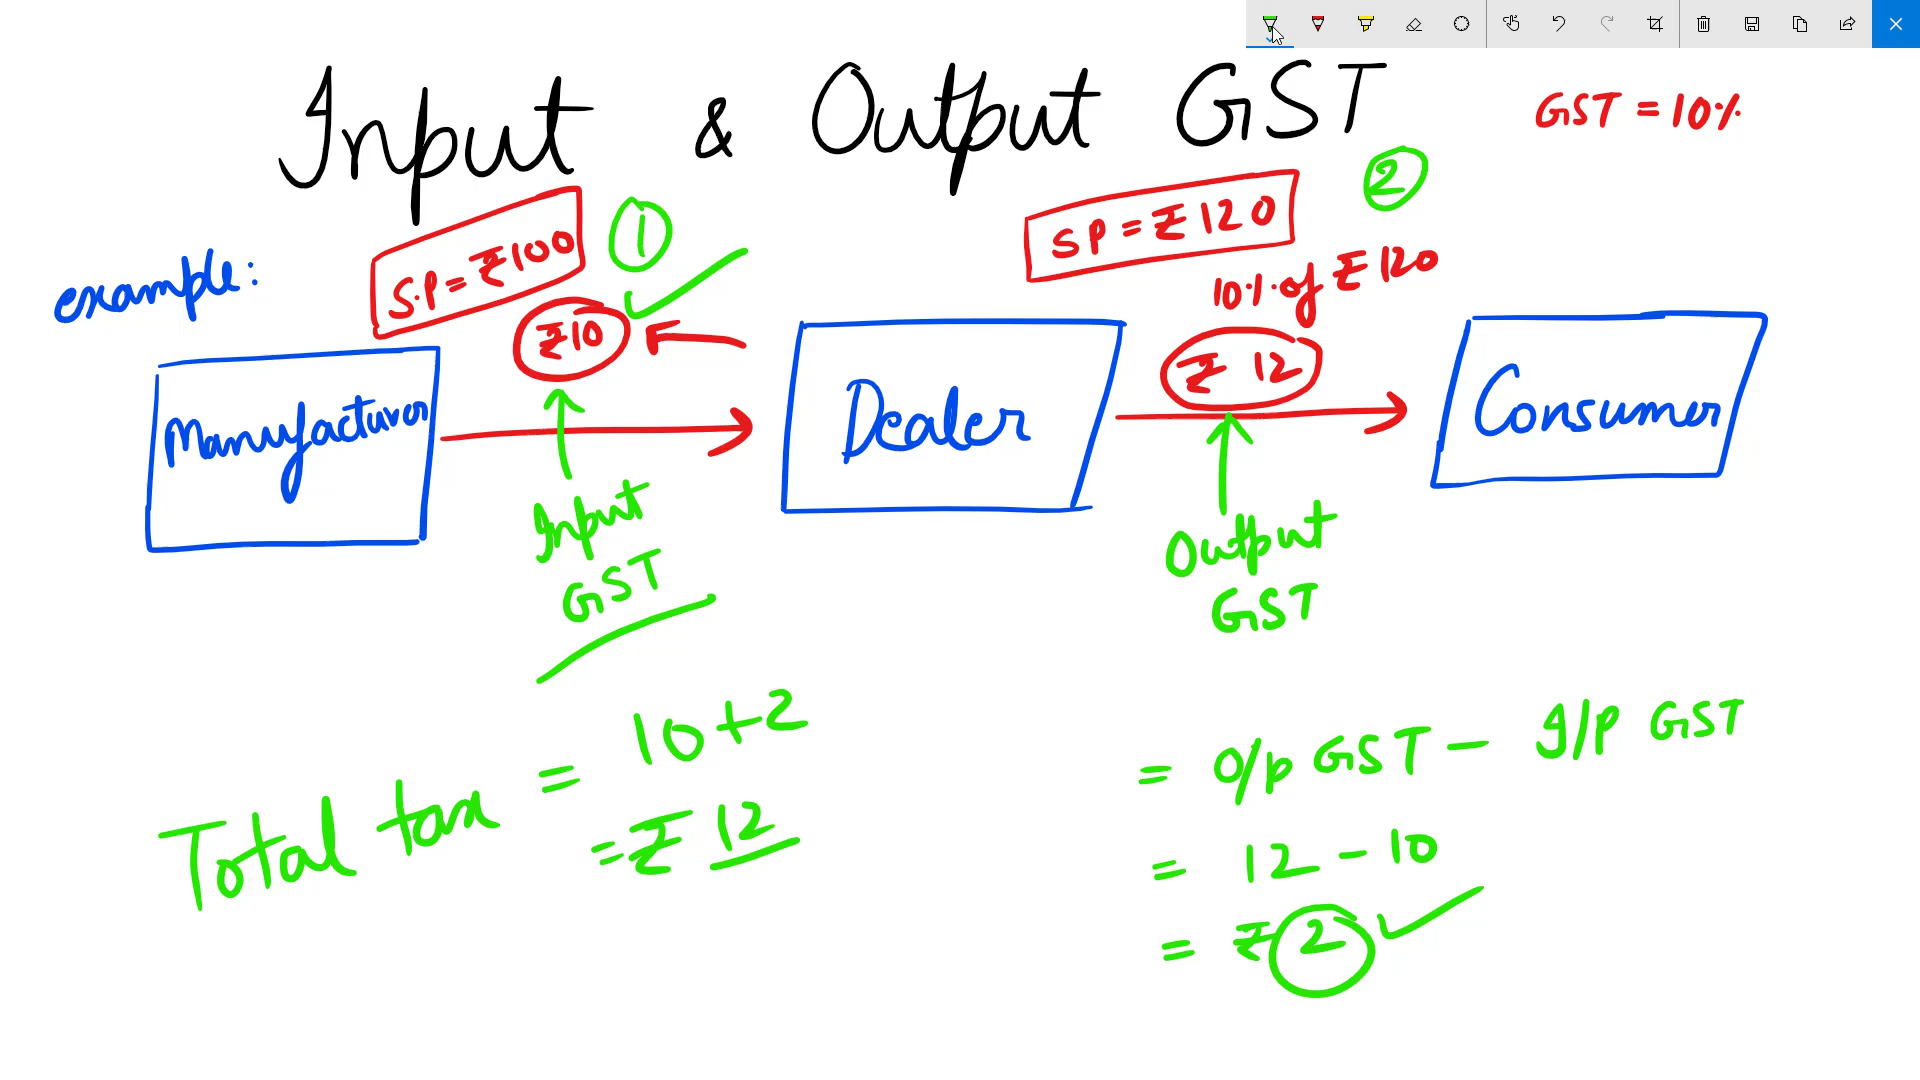 Input & Output GST
GST = 10%
example:
S.P = ₹100
1
₹10
Manufacturer
Input
GST
Dealer
SP = ₹120
2
10% of ₹120
₹ 12
Output
GST
Consumer
Total tax = 10+2
= ₹ 12
= O/p GST - I/P GST
= 12 - 10
= ₹ 2